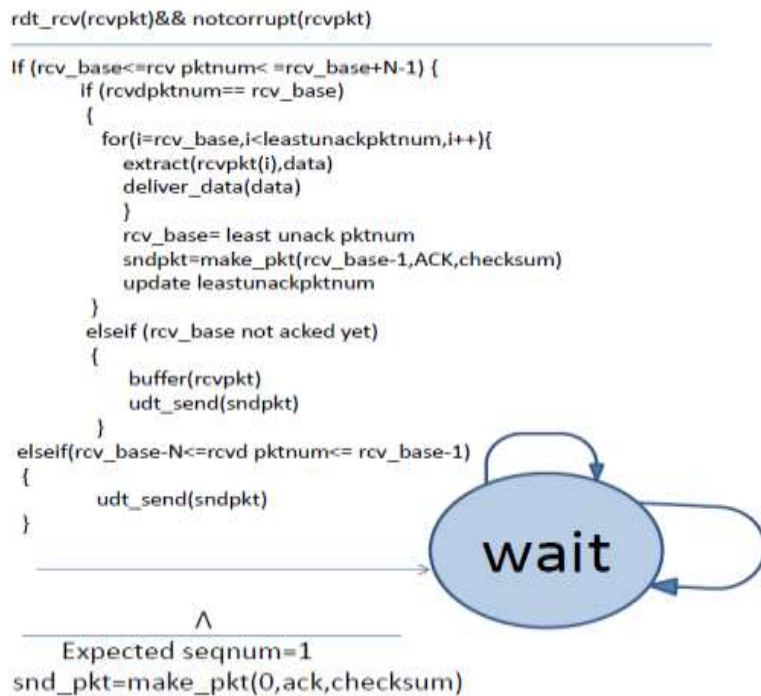 rdt_rcv(rcvpkt)&& notcorrupt(rcvpkt)
If (rcv_base<=rcv pktnum< =rcv_base+N-1) {
if (rcvdpktnum== rcv_base)
{
for(i=rcv_base,i<leastunackpktnum,i++){
extract(rcvpkt(i),data)
deliver_data(data)
}
rcv_base= least unack pktnum
sndpkt=make_pkt(rcv_base-1,ACK,checksum)
update leastunackpktnum
}
elseif (rcv_base not acked yet)
{
buffer(rcvpkt)
udt_send(sndpkt)
}
elseif(rcv_base-N<=rcvd pktnum<= rcv_base-1)
{
udt_send(sndpkt)
}
wait
Λ
Expected seqnum=1
snd_pkt=make_pkt(0,ack,checksum)